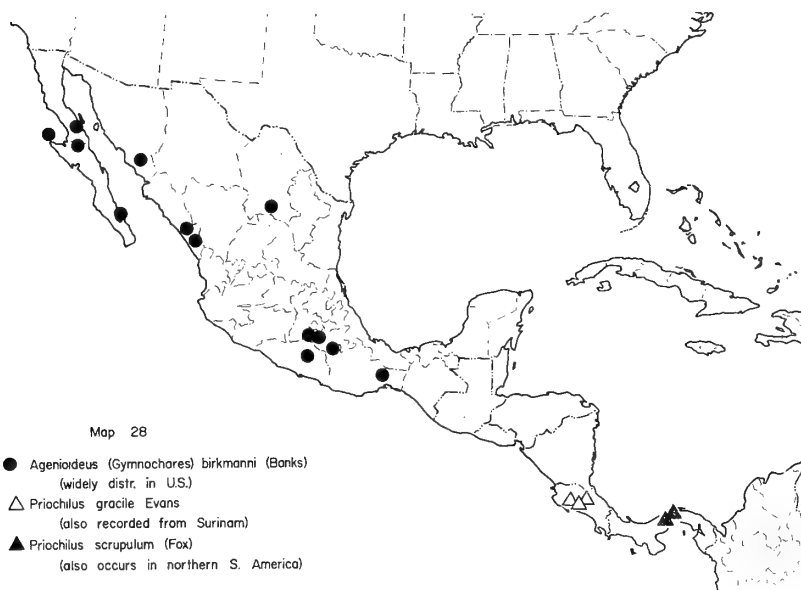 Map 28
Agenioideus (Gymnochares) birkmanni (Banks)
(widely distr. in U.S.)
Priochilus gracile Evans
(also recorded from Surinam)
Priochilus scrupulum (Fox)
(also occurs in northern S. America)